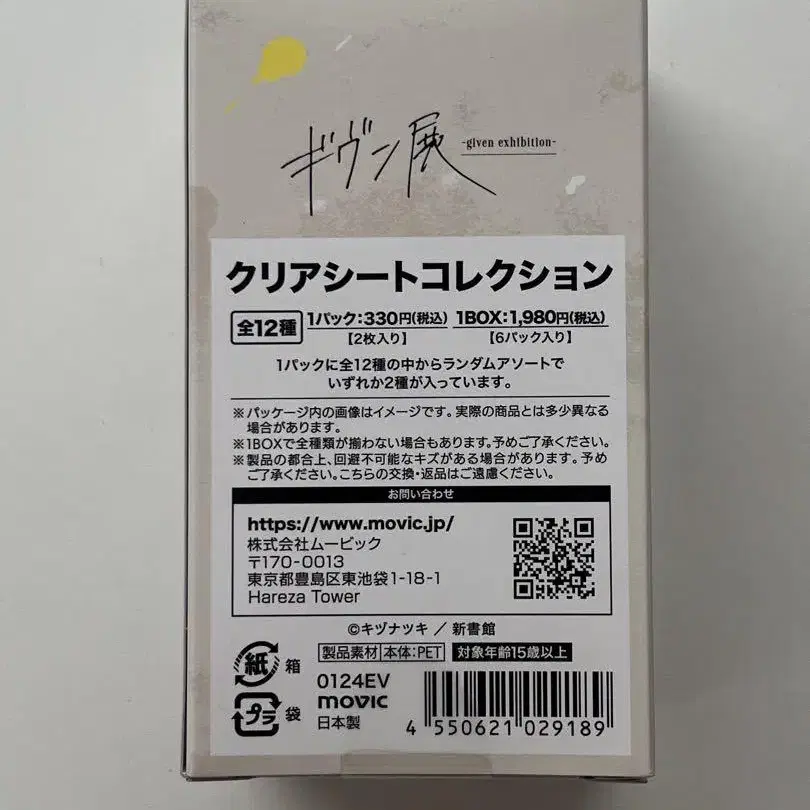 ギヴン展
-given exhibition-
クリアシートコレクション
全12種
1パック:330円(税込)
【2枚入り】
1BOX:1,980円(税込)
【6パック入り】
1パックに全12種の中からランダムアソートで
いずれか2種が入っています。
※パッケージ内の画像はイメージです。実際の商品とは多少異なる
場合があります。
※1BOXで全種類が揃わない場合もあります。予めご了承ください。
※製品の都合上、回避不可能なキズがある場合があります。予め
ご了承ください。こちらの交換・返品はご遠慮ください。
お問い合わせ
https://www.movic.jp/
株式会社ムービック
〒170-0013
東京都豊島区東池袋1-18-1
Hareza Tower
©キヅナツキ / 新書館
紙 箱
プラ 袋
製品素材 本体:PET
対象年齢15歳以上
0124EV
movic
日本製
4 550621 029189